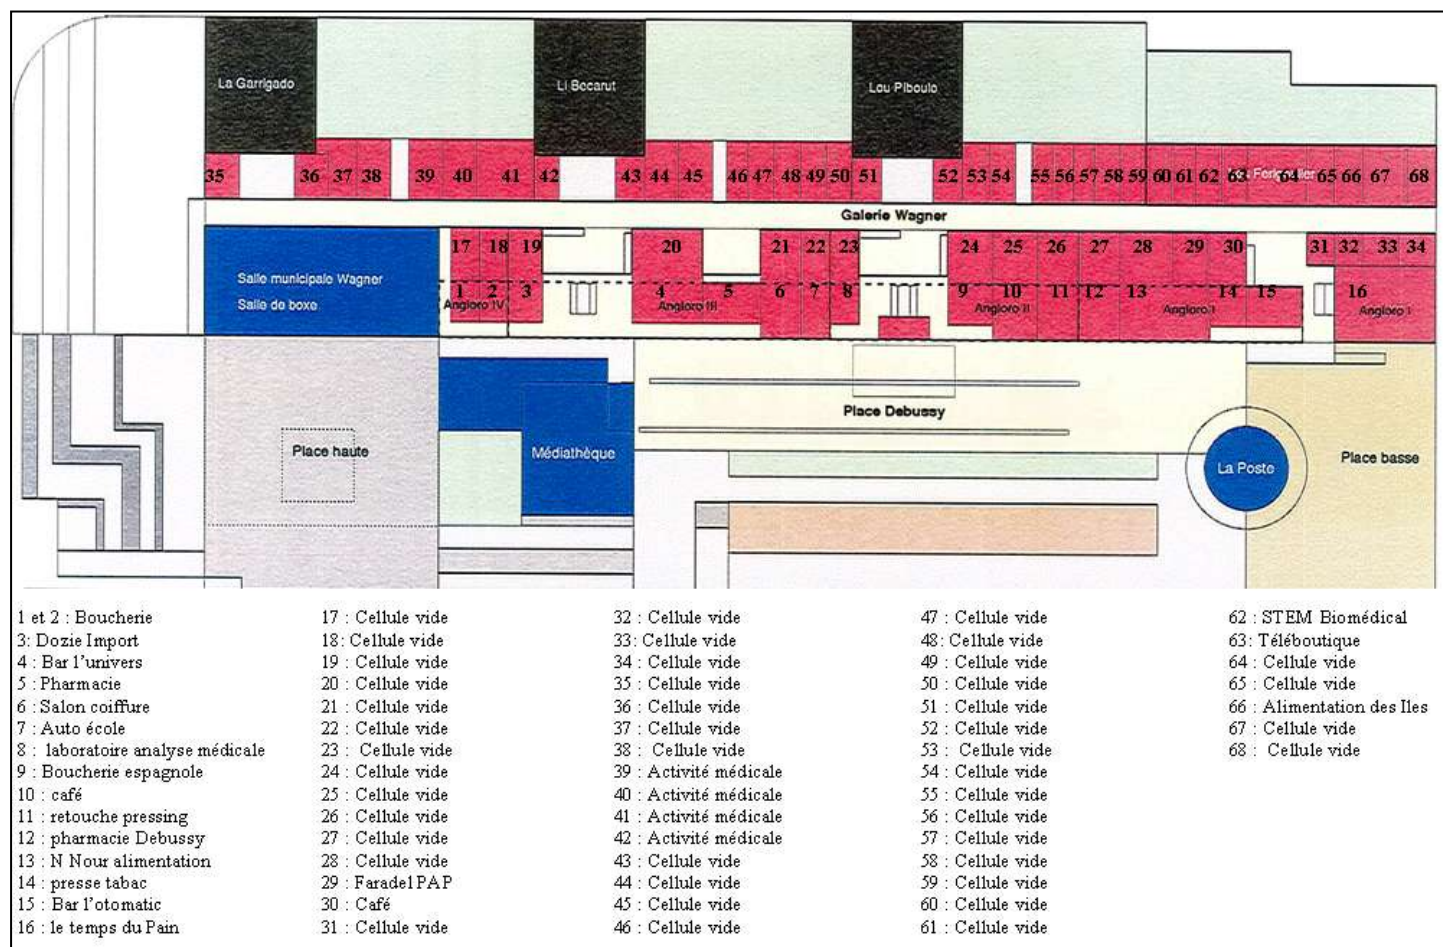 La Garrigado
Li Becarut
Lou Piboulo
35 36 37 38 39 40 41 42 43 44 45 46 47 48 49 50 51 52 53 54 55 56 57 58 59 60 61 62 63 64 65 66 67 68
Galerie Wagner
17 18 19 20 21 22 23 24 25 26 27 28 29 30 31 32 33 34
Salle municipale Wagner
Salle de boxe
1 2 3 4 5 6 7 8 9 10 11 12 13 14 15 16
Angloro IV Angloro III Angloro II Angloro I Angloro I
Place Debussy
Place haute
Médiathèque
La Poste
Place basse
1 et 2 : Boucherie
3: Dozie Import
4 : Bar l'univers
5 : Pharmacie
6 : Salon coiffure
7 : Auto école
8 : laboratoire analyse médicale
9 : Boucherie espagnole
10 : café
11 : retouche pressing
12 : pharmacie Debussy
13 : N Nour alimentation
14 : presse tabac
15 : Bar l'otomatic
16 : le temps du Pain
17 : Cellule vide
18: Cellule vide
19 : Cellule vide
20 : Cellule vide
21 : Cellule vide
22 : Cellule vide
23 : Cellule vide
24 : Cellule vide
25 : Cellule vide
26 : Cellule vide
27 : Cellule vide
28 : Cellule vide
29 : Faradel PAP
30 : Café
31 : Cellule vide
32 : Cellule vide
33: Cellule vide
34 : Cellule vide
35 : Cellule vide
36 : Cellule vide
37 : Cellule vide
38 : Cellule vide
39 : Activité médicale
40 : Activité médicale
41 : Activité médicale
42 : Activité médicale
43 : Cellule vide
44 : Cellule vide
45 : Cellule vide
46 : Cellule vide
47 : Cellule vide
48: Cellule vide
49 : Cellule vide
50 : Cellule vide
51 : Cellule vide
52 : Cellule vide
53 : Cellule vide
54 : Cellule vide
55 : Cellule vide
56 : Cellule vide
57 : Cellule vide
58 : Cellule vide
59 : Cellule vide
60 : Cellule vide
61 : Cellule vide
62 : STEM Biomédical
63: Téléboutique
64 : Cellule vide
65 : Cellule vide
66 : Alimentation des Iles
67 : Cellule vide
68 : Cellule vide